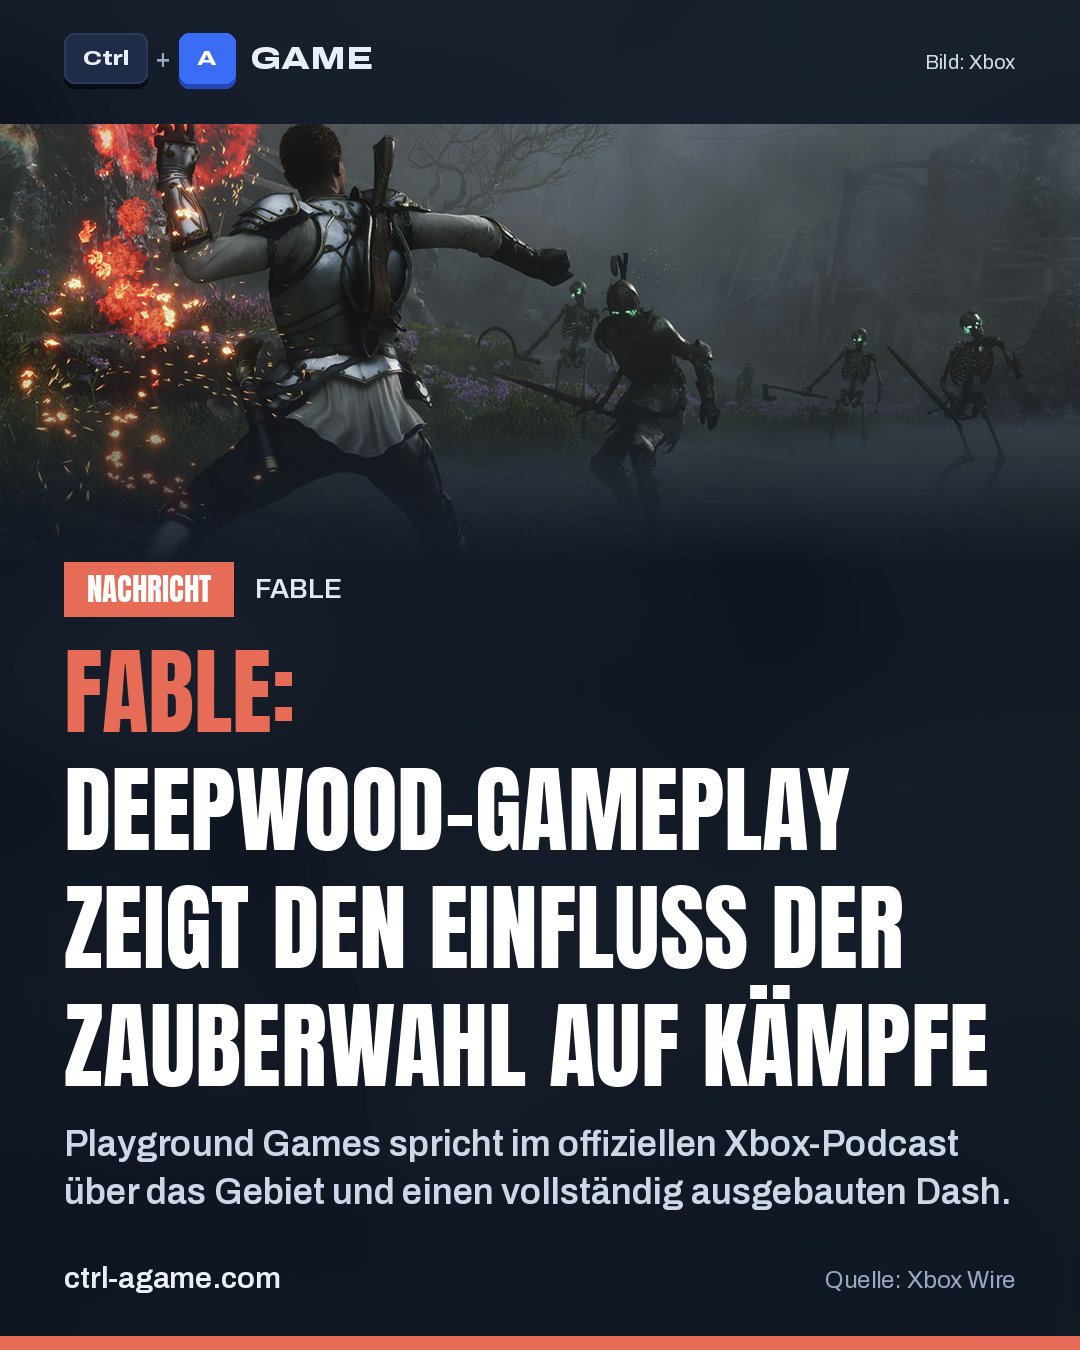 Ctrl + A GAME
Bild: Xbox
NACHRICHT FABLE
FABLE:
DEEPWOOD-GAMEPLAY
ZEIGT DEN EINFLUSS DER
ZAUBERWAHL AUF KÄMPFE
Playground Games spricht im offiziellen Xbox-Podcast
über das Gebiet und einen vollständig ausgebauten Dash.
ctrl-agame.com
Quelle: Xbox Wire